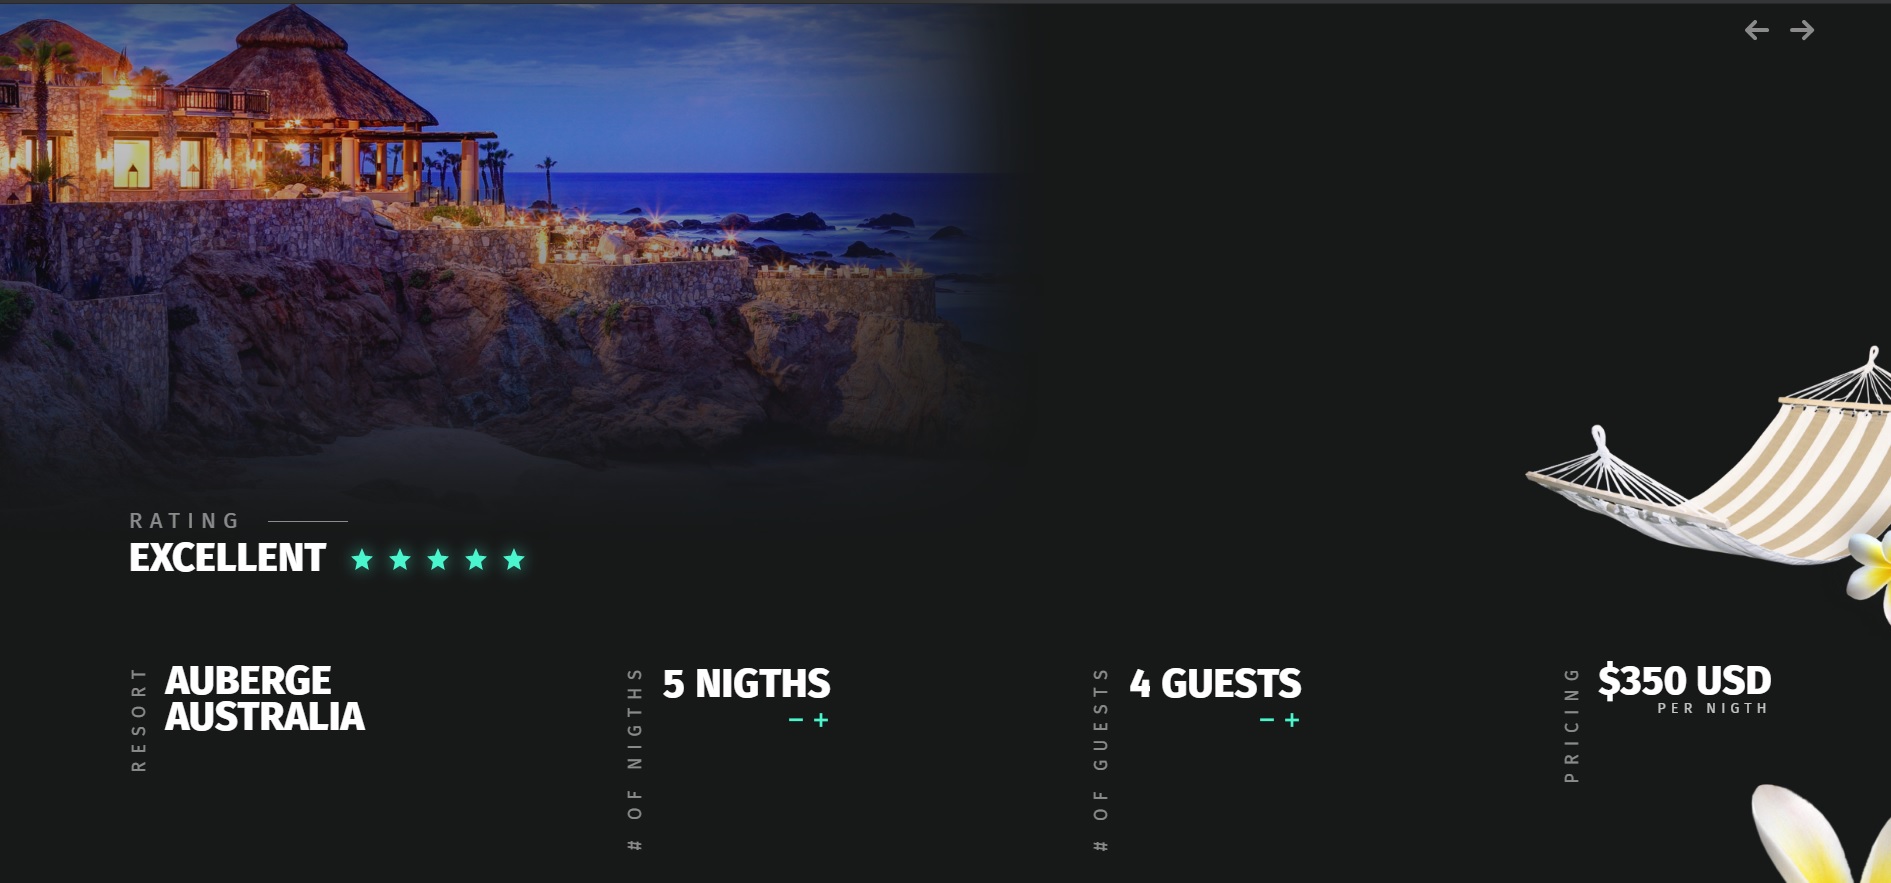 RATING
EXCELLENT
RESORT
AUBERGE
AUSTRALIA
# OF NIGTHS
5 NIGTHS
− +
# OF GUESTS
4 GUESTS
− +
PRICING
$350 USD
PER NIGTH